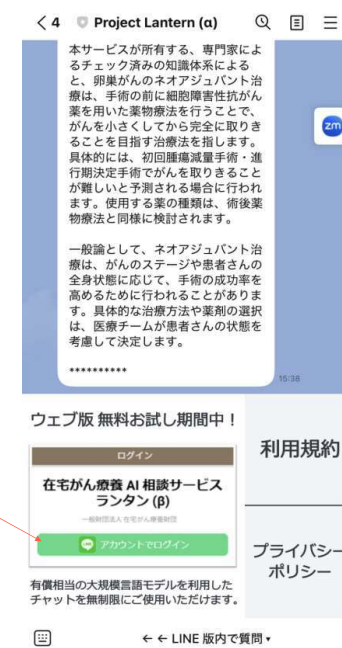 < 4 Project Lantern (α)
本サービスが所有する、専門家によ
るチェック済みの知識体系による
と、卵巣がんのネオアジュバント治
療は、手術の前に細胞障害性抗がん
薬を用いた薬物療法を行うことで、
がんを小さくしてから完全に取りき
ることを目指す治療法を指します。
具体的には、初回腫瘍減量手術・進
行期決定手術でがんを取りきること
が難しいと予測される場合に行われ
ます。使用する薬の種類は、術後薬
物療法と同様に検討されます。
一般論として、ネオアジュバント治
療は、がんのステージや患者さんの
全身状態に応じて、手術の成功率を
高めるために行われることがありま
す。具体的な治療方法や薬剤の選択
は、医療チームが患者さんの状態を
考慮して決定します。
**********
15:38
zm
ウェブ版 無料お試し期間中！
ログイン
在宅がん療養 AI 相談サービス
ランタン (β)
一般財団法人 在宅がん療養財団
LINE アカウントでログイン
有償相当の大規模言語モデルを利用した
チャットを無制限にご使用いただけます。
利用規約
プライバシー
ポリシー
← ← LINE 版内で質問 ▾